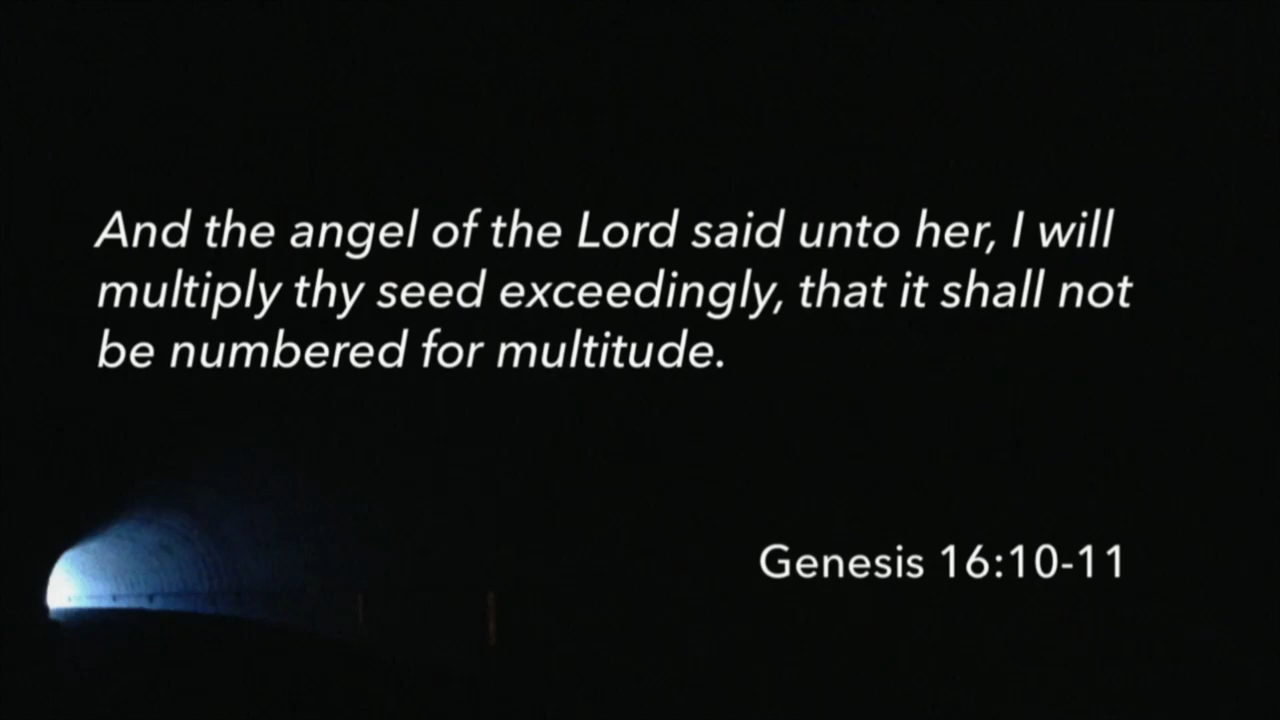 And the angel of the Lord said unto her, I will
multiply thy seed exceedingly, that it shall not
be numbered for multitude.
Genesis 16:10-11